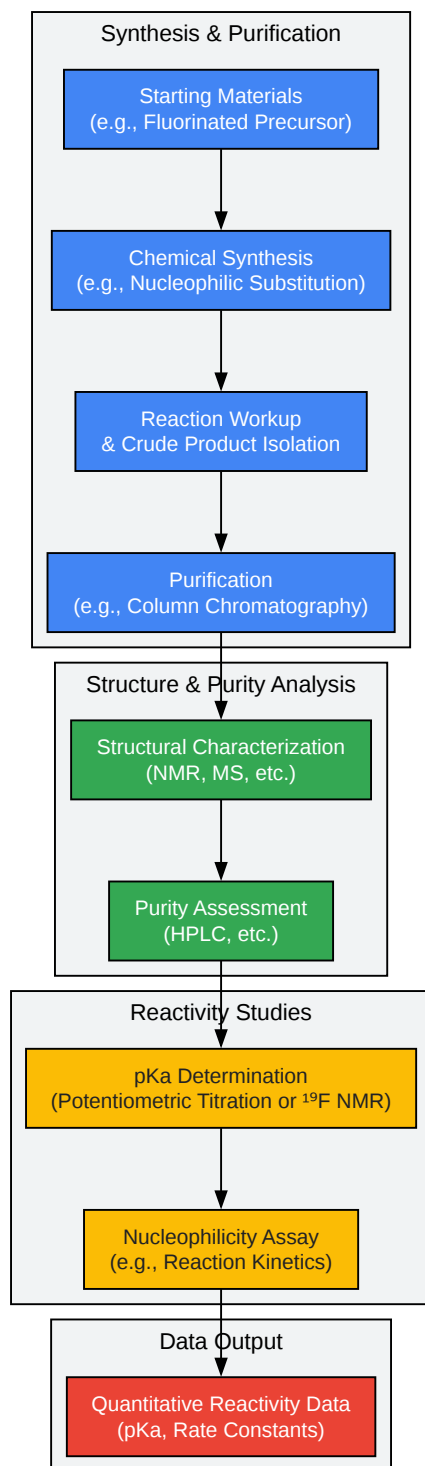 Synthesis & Purification
Starting Materials
(e.g., Fluorinated Precursor)
Chemical Synthesis
(e.g., Nucleophilic Substitution)
Reaction Workup
& Crude Product Isolation
Purification
(e.g., Column Chromatography)
Structure & Purity Analysis
Structural Characterization
(NMR, MS, etc.)
Purity Assessment
(HPLC, etc.)
Reactivity Studies
pKa Determination
(Potentiometric Titration or ¹⁹F NMR)
Nucleophilicity Assay
(e.g., Reaction Kinetics)
Data Output
Quantitative Reactivity Data
(pKa, Rate Constants)